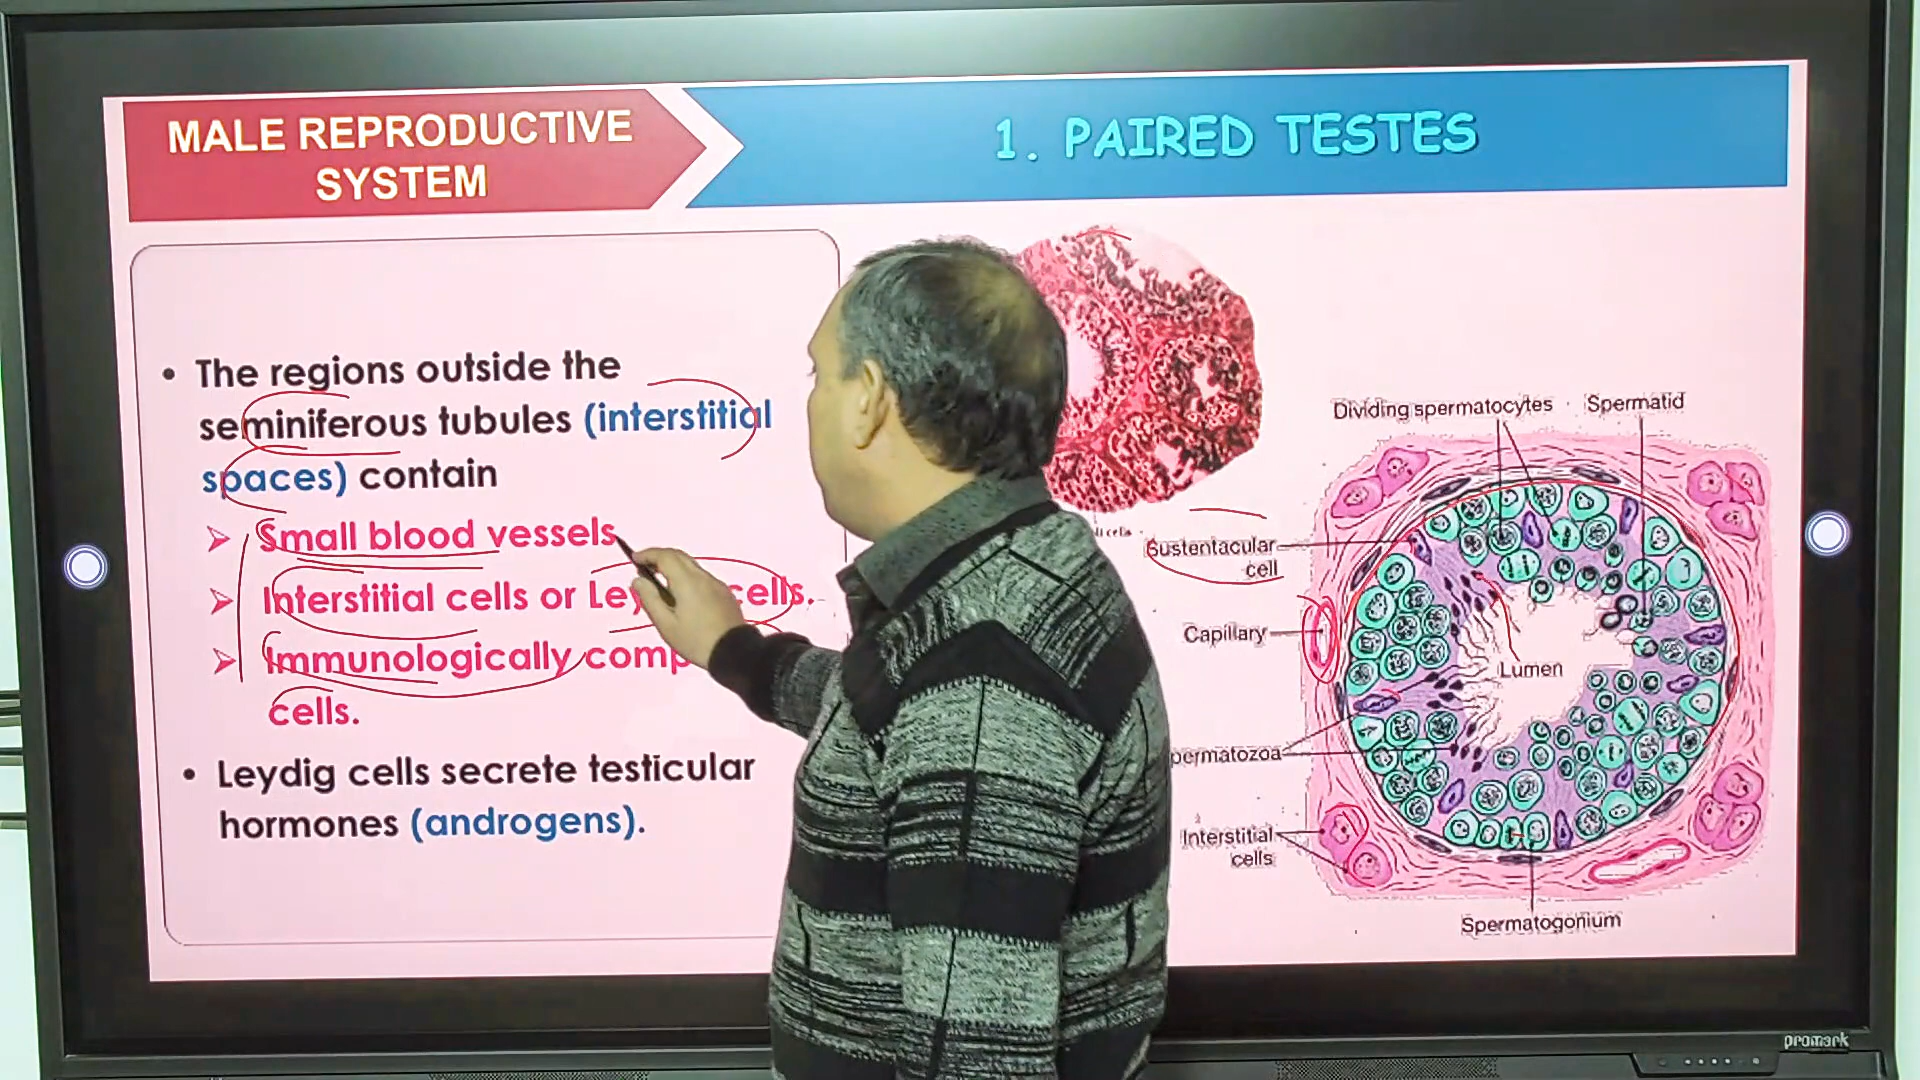 MALE REPRODUCTIVE
SYSTEM
1. PAIRED TESTES
• The regions outside the
seminiferous tubules (interstitial
spaces) contain
➢ Small blood vessels
➢ Interstitial cells or Ley cells.
➢ Immunologically comp
cells.
• Leydig cells secrete testicular
hormones (androgens).
Dividing spermatocytes
Spermatid
Sustentacular
cell
Capillary
Lumen
permatozoa
Interstitial
cells
Spermatogonium
promark